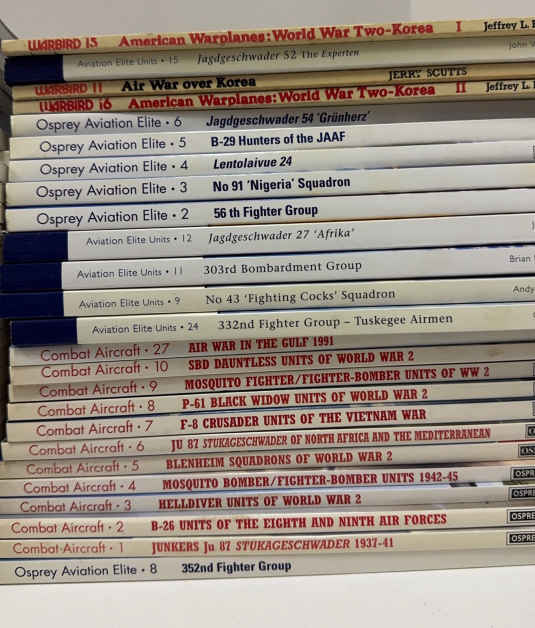 WARBIRD 15 American Warplanes: World War Two-Korea I Jeffrey L.
Aviation Elite Units • 15 Jagdgeschwader 52 The Experten John
WARBIRD 11 Air War over Korea JERRY SCUTTS
WARBIRD 16 American Warplanes: World War Two-Korea II Jeffrey L.
Osprey Aviation Elite • 6 Jagdgeschwader 54 'Grünherz'
Osprey Aviation Elite • 5 B-29 Hunters of the JAAF
Osprey Aviation Elite • 4 Lentolaivue 24
Osprey Aviation Elite • 3 No 91 'Nigeria' Squadron
Osprey Aviation Elite • 2 56th Fighter Group
Aviation Elite Units • 12 Jagdgeschwader 27 'Afrika'
Aviation Elite Units • 11 303rd Bombardment Group Brian
Aviation Elite Units • 9 No 43 'Fighting Cocks' Squadron Andy
Aviation Elite Units • 24 332nd Fighter Group – Tuskegee Airmen
Combat Aircraft • 27 AIR WAR IN THE GULF 1991
Combat Aircraft • 10 SBD DAUNTLESS UNITS OF WORLD WAR 2
Combat Aircraft • 9 MOSQUITO FIGHTER/FIGHTER-BOMBER UNITS OF WW 2
Combat Aircraft • 8 P-61 BLACK WIDOW UNITS OF WORLD WAR 2
Combat Aircraft • 7 F-8 CRUSADER UNITS OF THE VIETNAM WAR
Combat Aircraft • 6 JU 87 STUKAGESCHWADER OF NORTH AFRICA AND THE MEDITERRANEAN
Combat Aircraft • 5 BLENHEIM SQUADRONS OF WORLD WAR 2 OS
Combat Aircraft • 4 MOSQUITO BOMBER/FIGHTER-BOMBER UNITS 1942-45 OSPR
Combat Aircraft • 3 HELLDIVER UNITS OF WORLD WAR 2 OSPR
Combat Aircraft • 2 B-26 UNITS OF THE EIGHTH AND NINTH AIR FORCES OSPRE
Combat Aircraft • 1 JUNKERS Ju 87 STUKAGESCHWADER 1937-41 OSPRE
Osprey Aviation Elite • 8 352nd Fighter Group